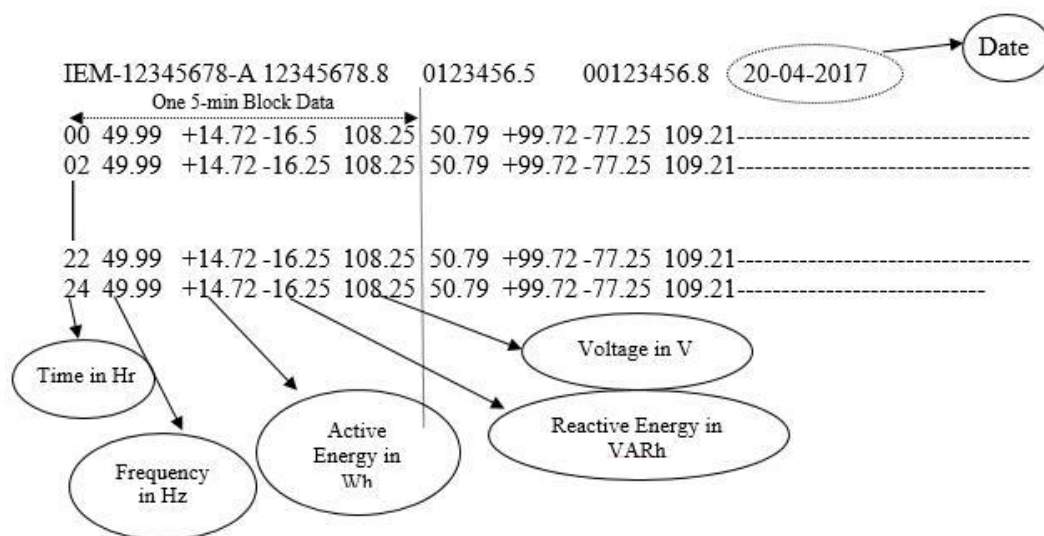 Date
IEM-12345678-A 12345678.8 0123456.5 00123456.8 20-04-2017
One 5-min Block Data
00 49.99 +14.72 -16.5 108.25 50.79 +99.72 -77.25 109.21------------------------------
02 49.99 +14.72 -16.25 108.25 50.79 +99.72 -77.25 109.21------------------------------
22 49.99 +14.72 -16.25 108.25 50.79 +99.72 -77.25 109.21------------------------------
24 49.99 +14.72 -16.25 108.25 50.79 +99.72 -77.25 109.21-------------------------
Voltage in V
Time in Hr
Active
Energy in
Wh
Reactive Energy in
VARh
Frequency
in Hz